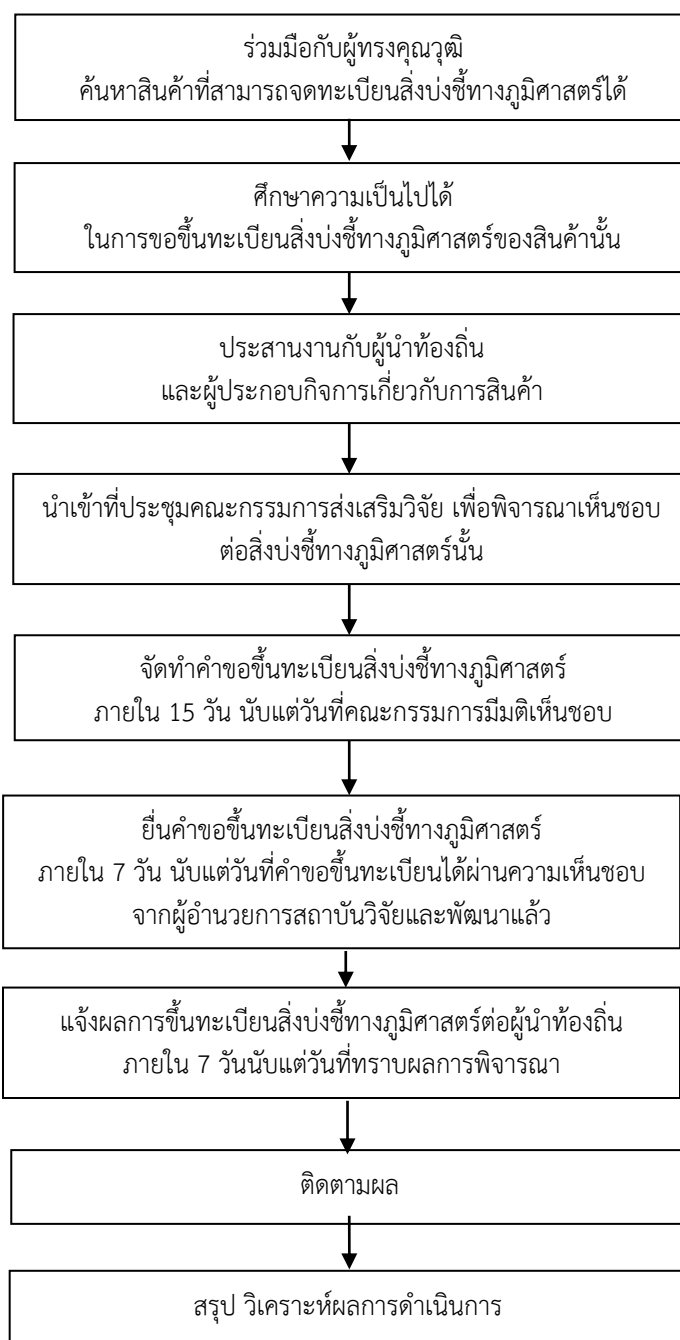 ร่วมมือกับผู้ทรงคุณวุฒิ
ค้นหาสินค้าที่สามารถจดทะเบียนสิ่งบ่งชี้ทางภูมิศาสตร์ได้
ศึกษาความเป็นไปได้
ในการขอขึ้นทะเบียนสิ่งบ่งชี้ทางภูมิศาสตร์ของสินค้านั้น
ประสานงานกับผู้นำท้องถิ่น
และผู้ประกอบกิจการเกี่ยวกับการสินค้า
นำเข้าที่ประชุมคณะกรรมการส่งเสริมวิจัย เพื่อพิจารณาเห็นชอบ
ต่อสิ่งบ่งชี้ทางภูมิศาสตร์นั้น
จัดทำคำขอขึ้นทะเบียนสิ่งบ่งชี้ทางภูมิศาสตร์
ภายใน 15 วัน นับแต่วันที่คณะกรรมการมีมติเห็นชอบ
ยื่นคำขอขึ้นทะเบียนสิ่งบ่งชี้ทางภูมิศาสตร์
ภายใน 7 วัน นับแต่วันที่คำขอขึ้นทะเบียนได้ผ่านความเห็นชอบ
จากผู้อำนวยการสถาบันวิจัยและพัฒนาแล้ว
แจ้งผลการขึ้นทะเบียนสิ่งบ่งชี้ทางภูมิศาสตร์ต่อผู้นำท้องถิ่น
ภายใน 7 วันนับแต่วันที่ทราบผลการพิจารณา
ติดตามผล
สรุป วิเคราะห์ผลการดำเนินการ